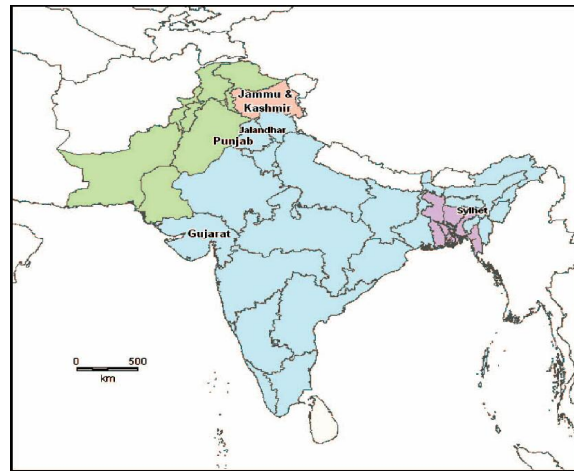 Jammu &
Kashmir
Jalandhar
Punjab
Sylhet
Gujarat
0 500
km